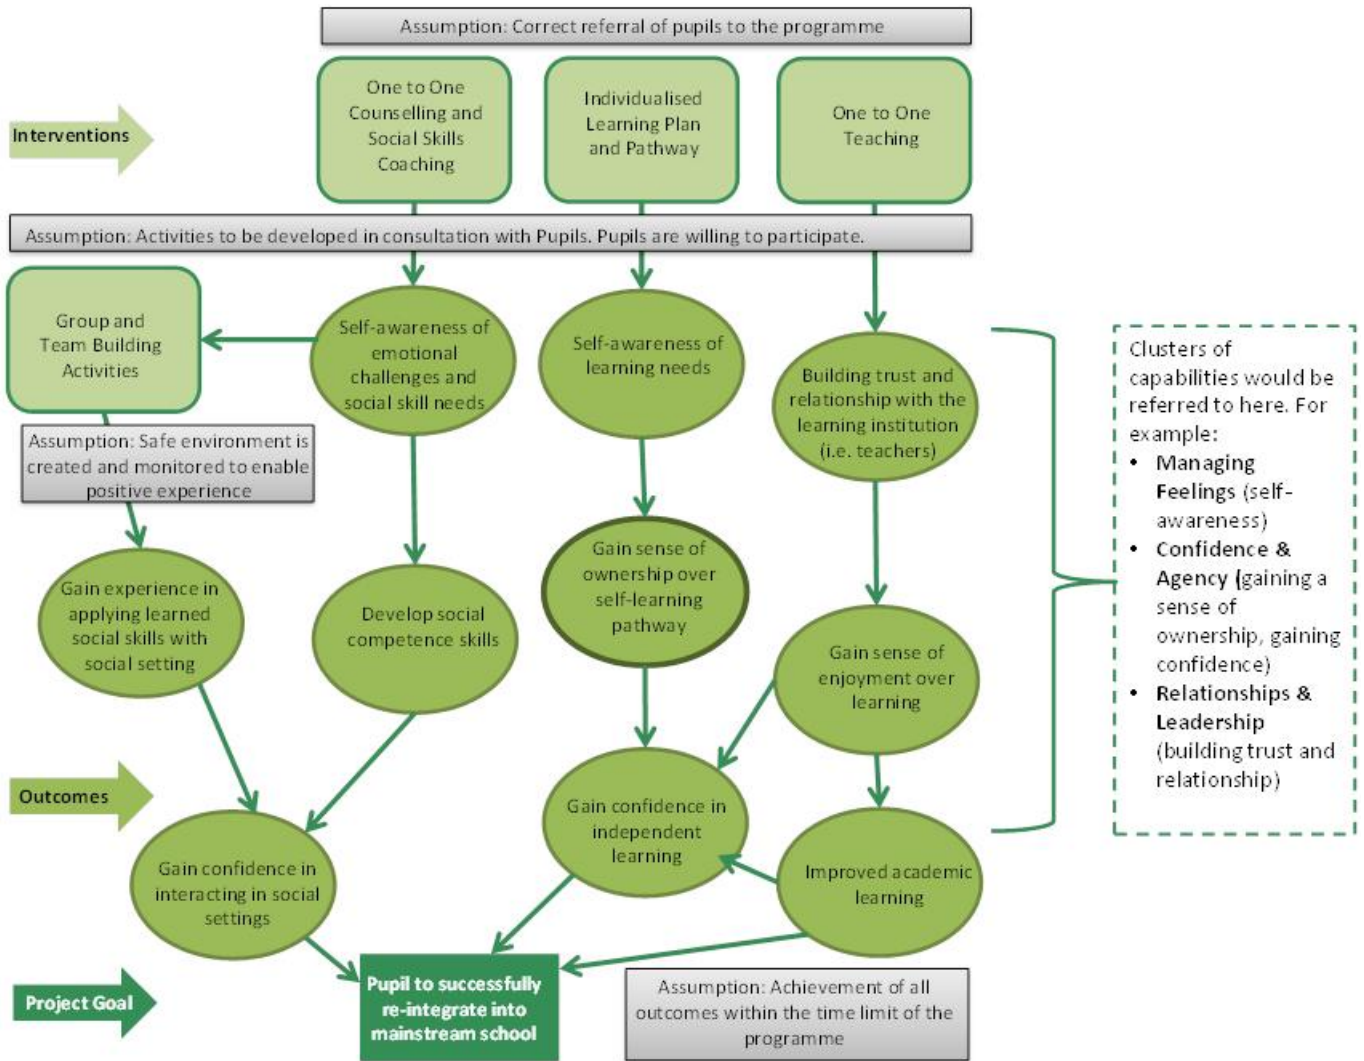 Assumption: Correct referral of pupils to the programme
Interventions
One to One
Counselling and
Social Skills
Coaching
Individualised
Learning Plan
and Pathway
One to One
Teaching
Assumption: Activities to be developed in consultation with Pupils. Pupils are willing to participate.
Group and
Team Building
Activities
Self-awareness of
emotional
challenges and
social skill needs
Self-awareness of
learning needs
Building trust and
relationship with the
learning institution
(i.e. teachers)
Assumption: Safe environment is
created and monitored to enable
positive experience
Gain experience in
applying learned
social skills with
social setting
Develop social
competence skills
Gain sense of
ownership over
self-learning
pathway
Gain sense of
enjoyment over
learning
Clusters of
capabilities would be
referred to here. For
example:
• Managing
Feelings (self-
awareness)
• Confidence &
Agency (gaining a
sense of
ownership, gaining
confidence)
• Relationships &
Leadership
(building trust and
relationship)
Outcomes
Gain confidence in
interacting in social
settings
Gain confidence in
independent
learning
Improved academic
learning
Project Goal
Pupil to successfully
re-integrate into
mainstream school
Assumption: Achievement of all
outcomes within the time limit of the
programme